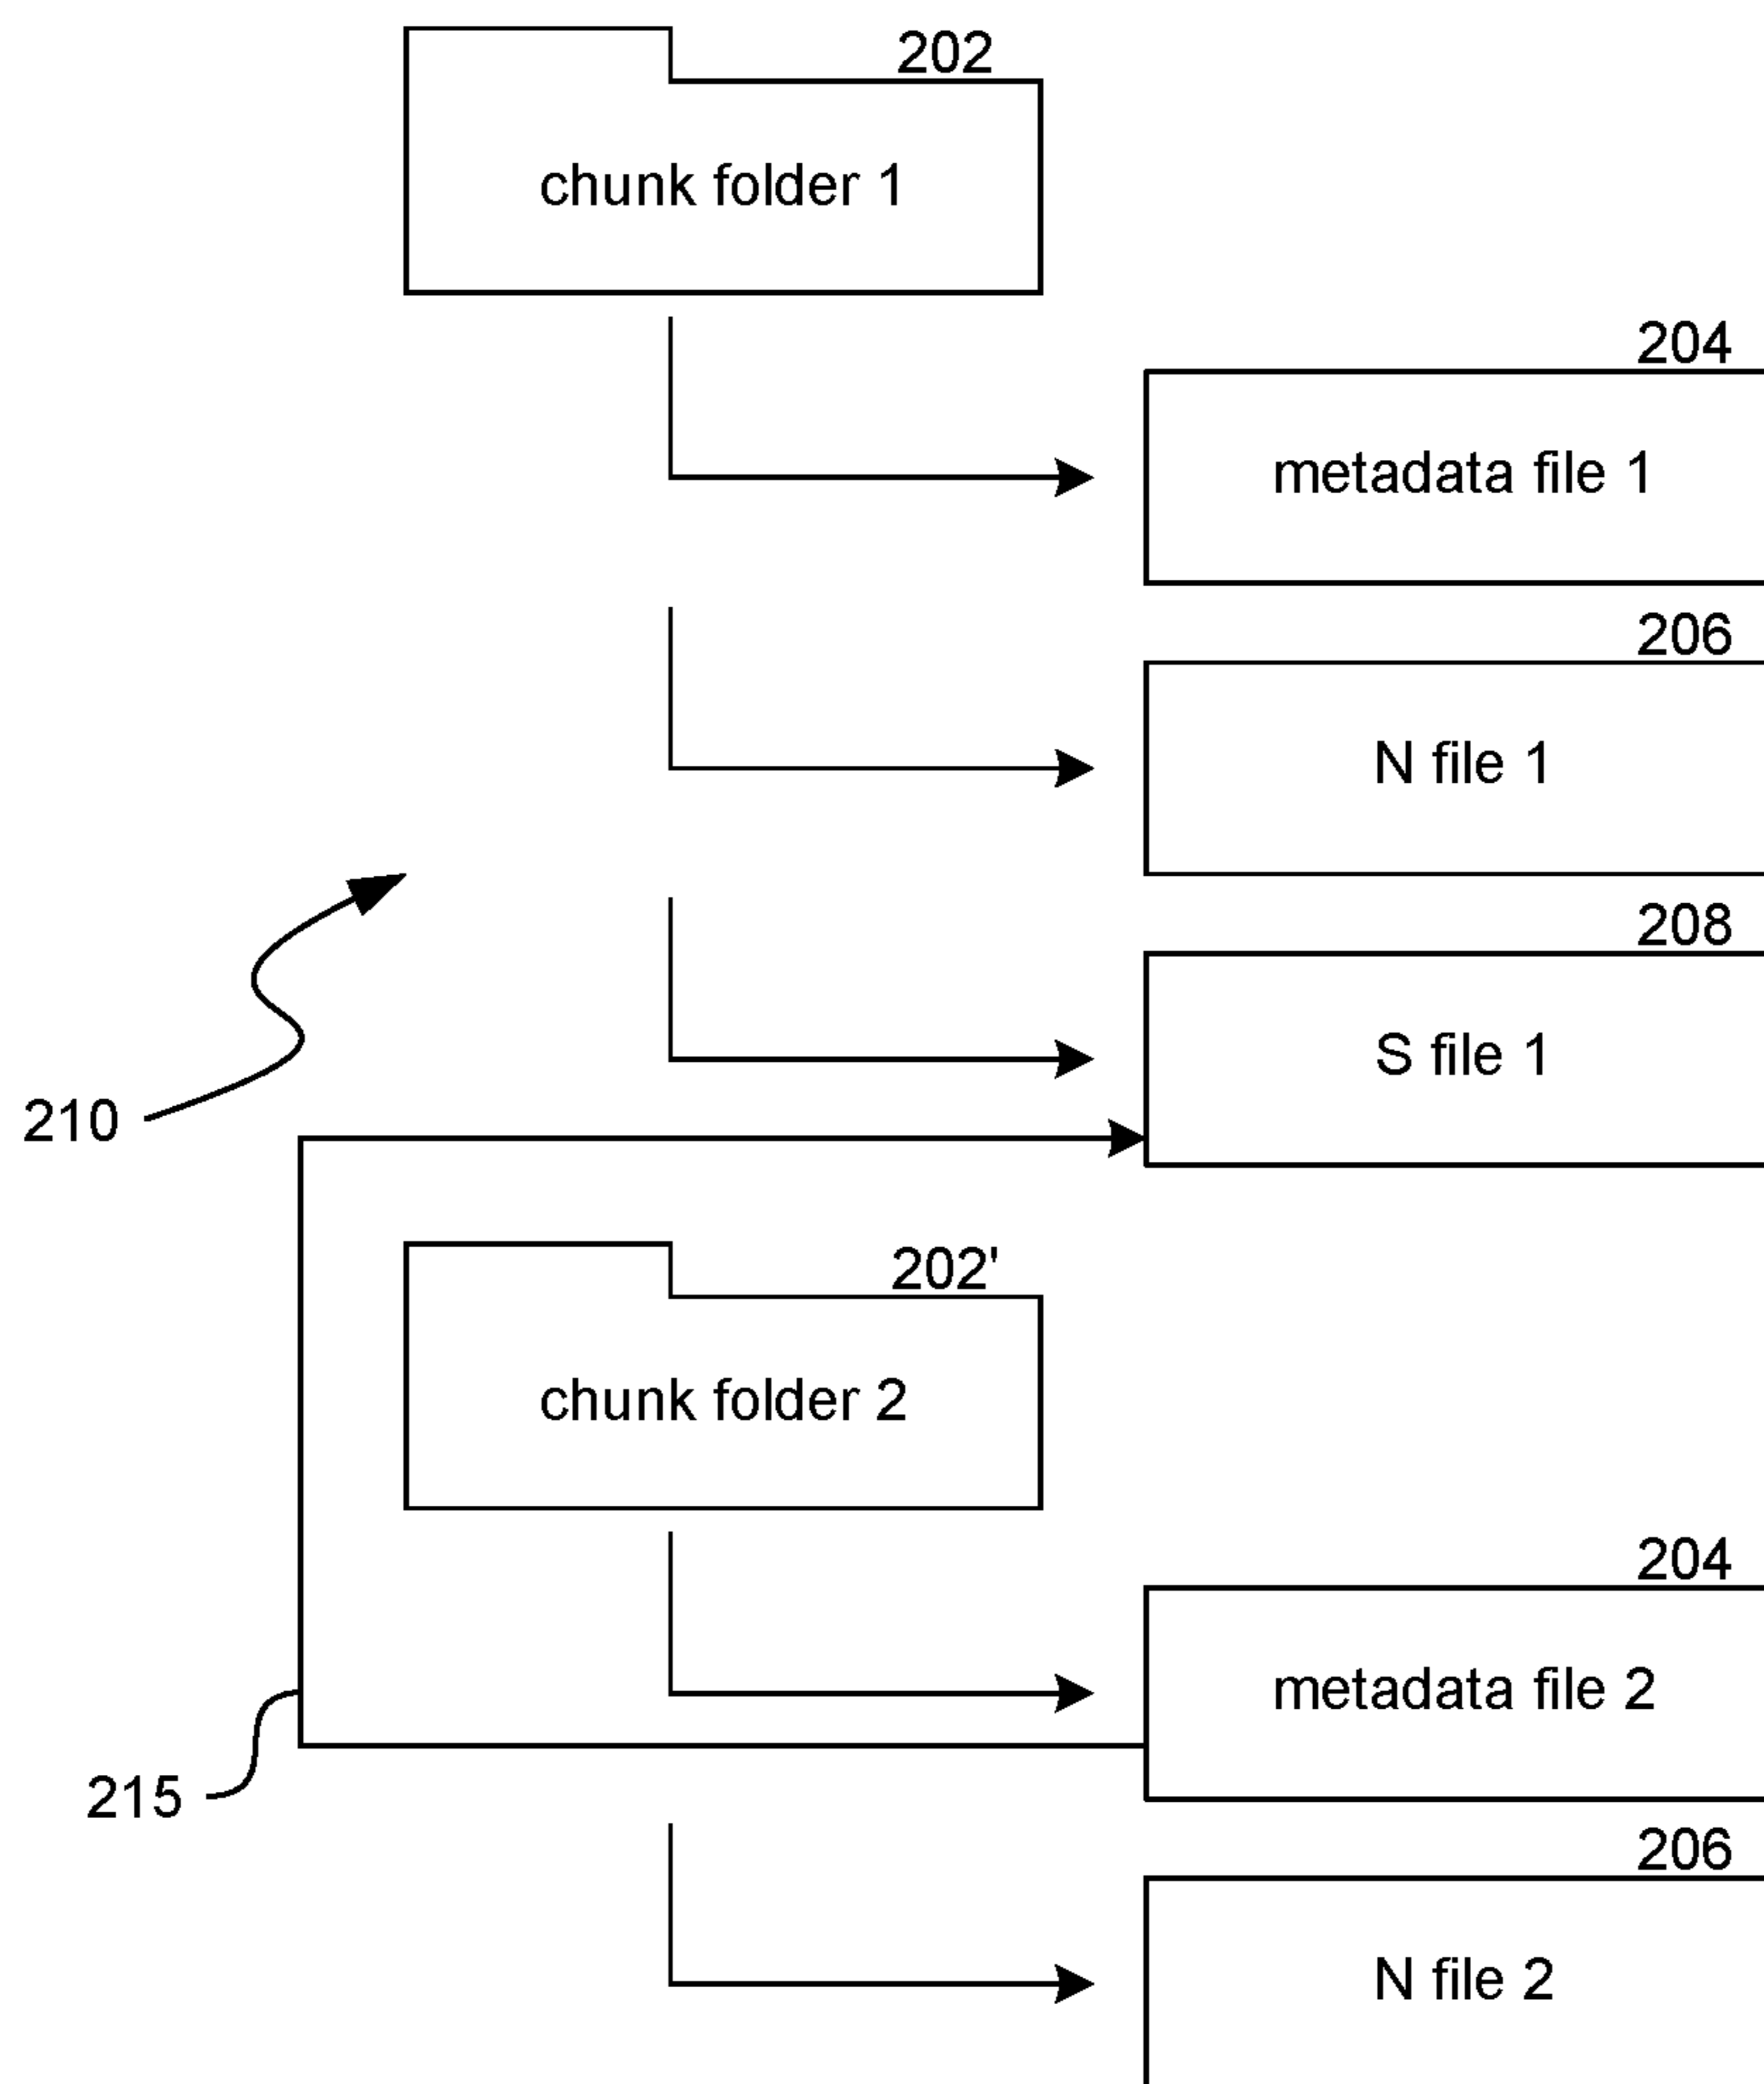 202
chunk folder 1
204
metadata file 1
206
N file 1
208
S file 1
210
202'
chunk folder 2
204
metadata file 2
215
206
N file 2